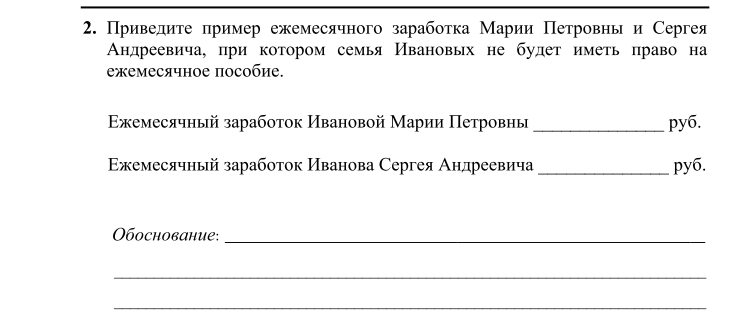 2. Приведите пример ежемесячного заработка Марии Петровны и Сергея
Андреевича, при котором семья Ивановых не будет иметь право на
ежемесячное пособие.
Ежемесячный заработок Ивановой Марии Петровны ______________ руб.
Ежемесячный заработок Иванова Сергея Андреевича ______________ руб.
Обоснование: